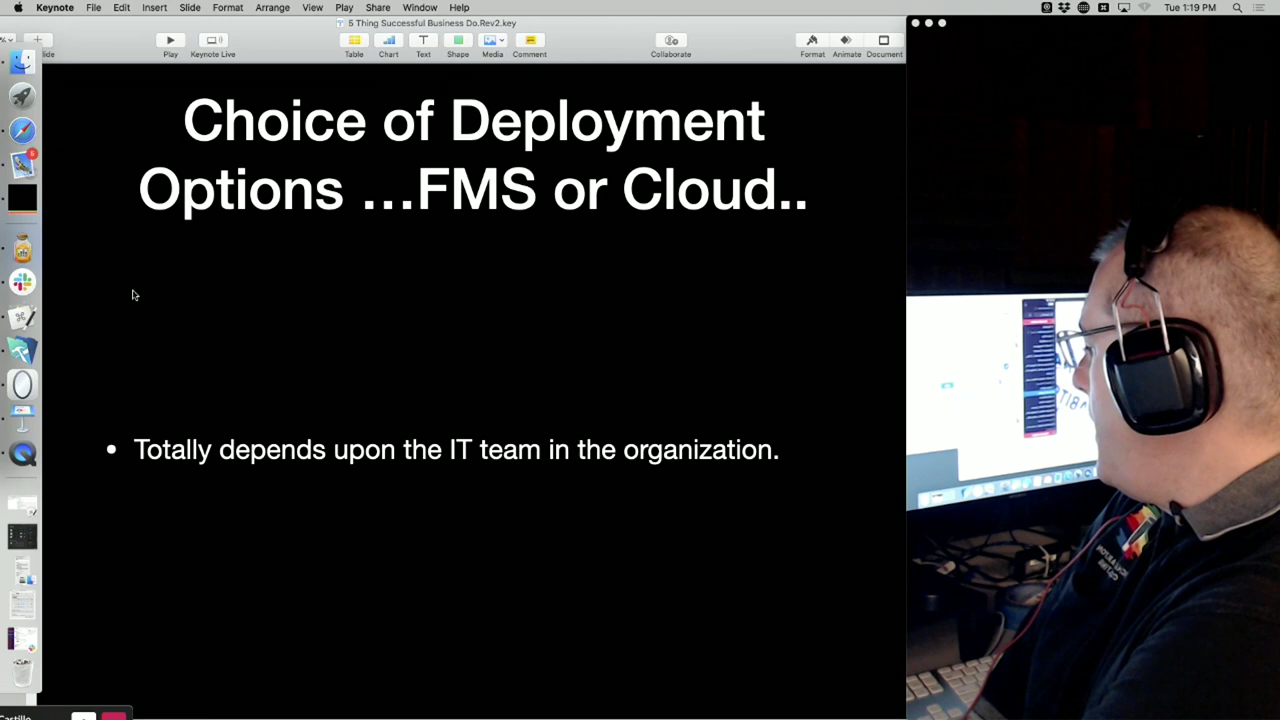 Keynote File Edit Insert Slide Format Arrange View Play Share Window Help Tue 1:19 PM
5 Thing Successful Business Do.Rev2.key
Play Keynote Live Table Chart Text Shape Media Comment Collaborate Format Animate Document
Choice of Deployment
Options ...FMS or Cloud..
• Totally depends upon the IT team in the organization.
Castillo